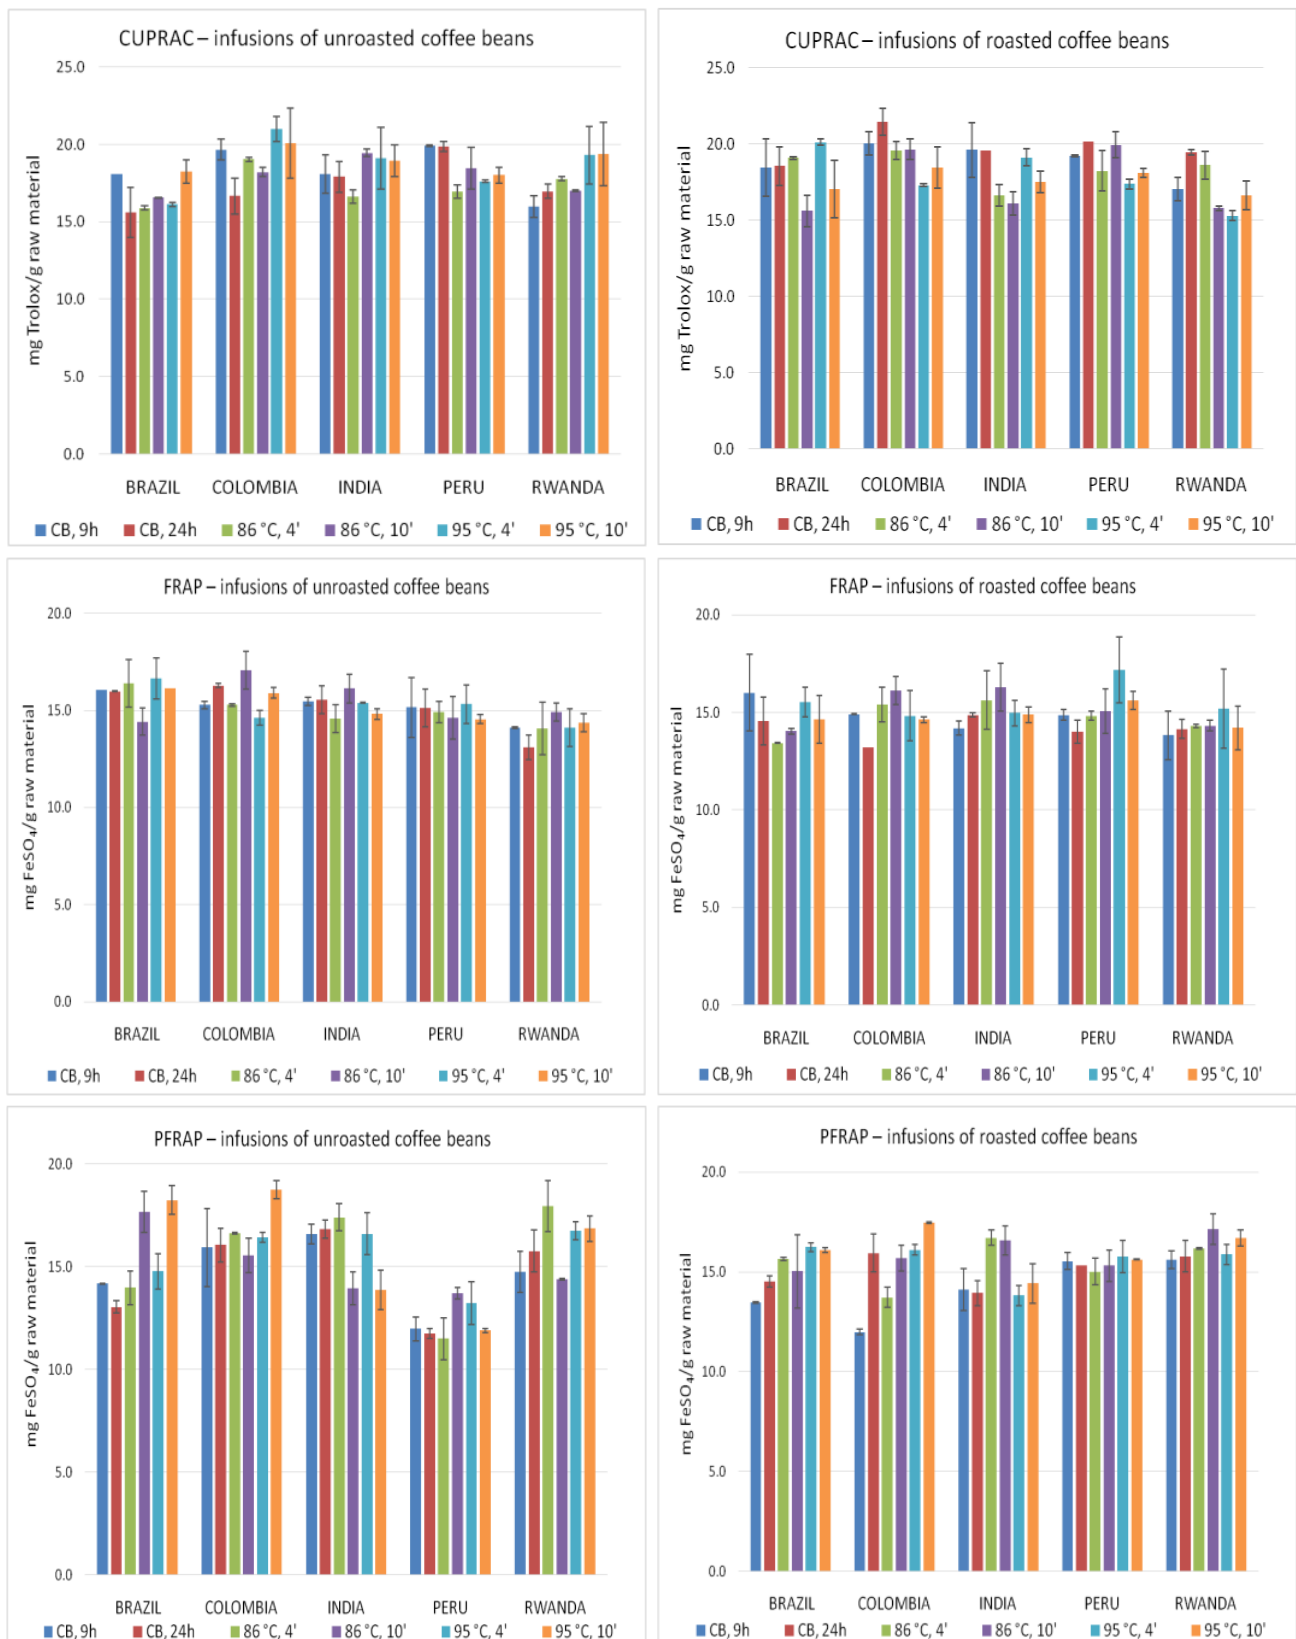 CUPRAC – infusions of unroasted coffee beans
25.0
20.0
15.0
10.0
5.0
0.0
mg Trolox/g raw material
BRAZIL COLOMBIA INDIA PERU RWANDA
CB, 9h CB, 24h 86 °C, 4' 86 °C, 10' 95 °C, 4' 95 °C, 10'
CUPRAC – infusions of roasted coffee beans
25.0
20.0
15.0
10.0
5.0
0.0
mg Trolox/g raw material
BRAZIL COLOMBIA INDIA PERU RWANDA
CB, 9h CB, 24h 86 °C, 4' 86 °C, 10' 95 °C, 4' 95 °C, 10'
FRAP – infusions of unroasted coffee beans
20.0
15.0
10.0
5.0
0.0
mg FeSO₄/g raw material
BRAZIL COLOMBIA INDIA PERU RWANDA
CB, 9h CB, 24h 86 °C, 4' 86 °C, 10' 95 °C, 4' 95 °C, 10'
FRAP – infusions of roasted coffee beans
20.0
15.0
10.0
5.0
0.0
mg FeSO₄/g raw material
BRAZIL COLOMBIA INDIA PERU RWANDA
CB, 9h CB, 24h 86 °C, 4' 86 °C, 10' 95 °C, 4' 95 °C, 10'
PFRAP – infusions of unroasted coffee beans
20.0
15.0
10.0
5.0
0.0
mg FeSO₄/g raw material
BRAZIL COLOMBIA INDIA PERU RWANDA
CB, 9h CB, 24h 86 °C, 4' 86 °C, 10' 95 °C, 4' 95 °C, 10'
PFRAP – infusions of roasted coffee beans
20.0
15.0
10.0
5.0
0.0
mg FeSO₄/g raw material
BRAZIL COLOMBIA INDIA PERU RWANDA
CB, 9h CB, 24h 86 °C, 4' 86 °C, 10' 95 °C, 4' 95 °C, 10'